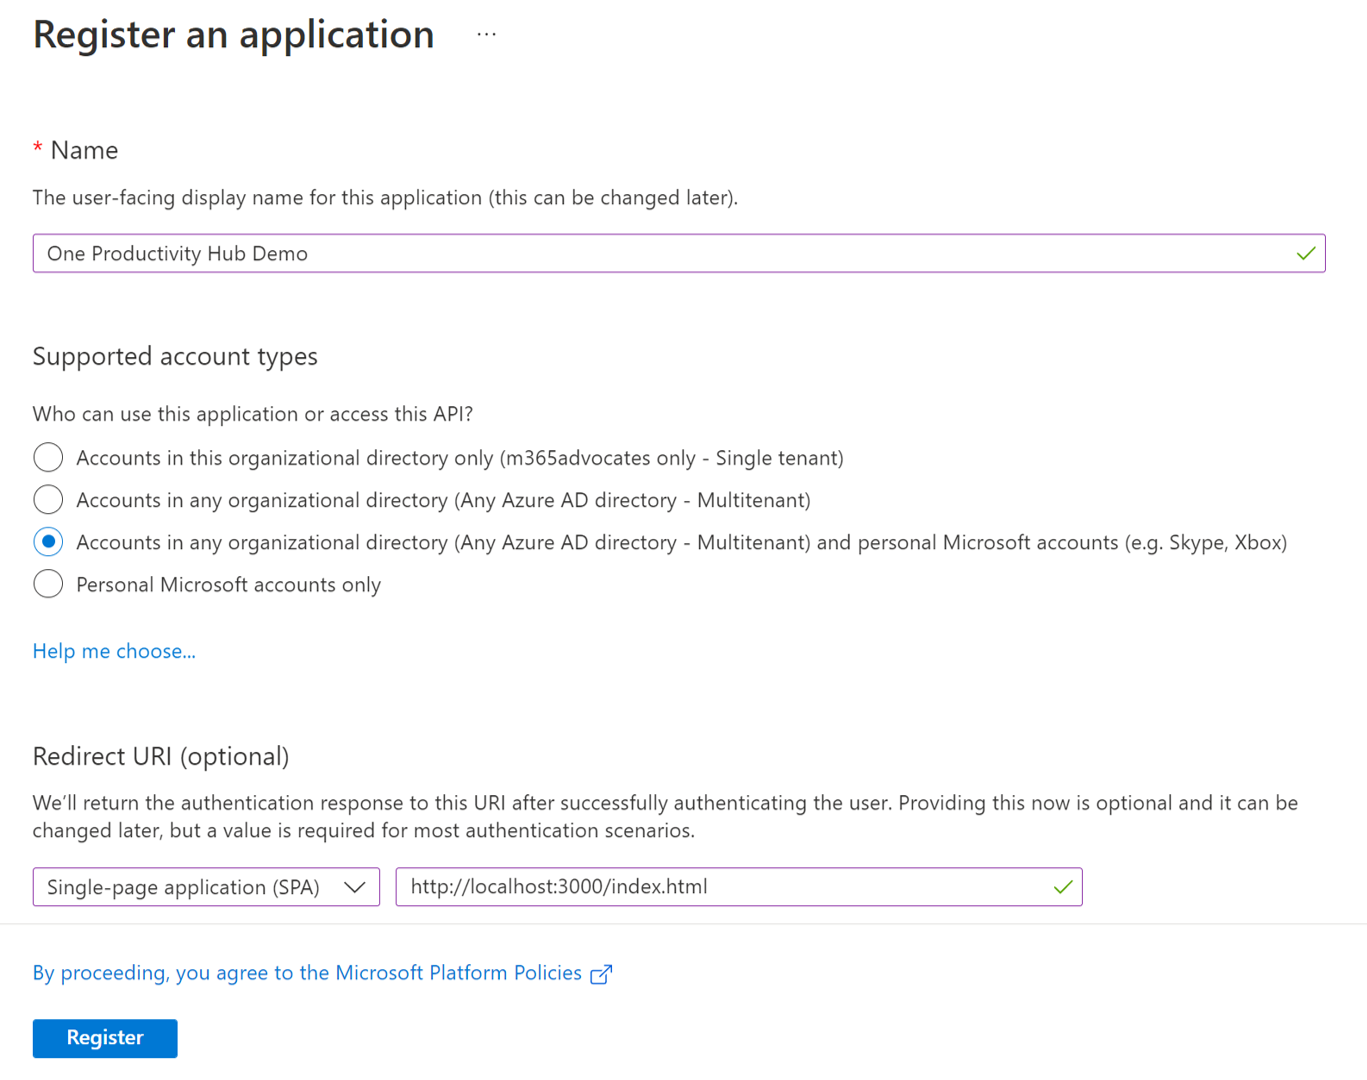 Register an application ...
* Name
The user-facing display name for this application (this can be changed later).
One Productivity Hub Demo
Supported account types
Who can use this application or access this API?
Accounts in this organizational directory only (m365advocates only - Single tenant)
Accounts in any organizational directory (Any Azure AD directory - Multitenant)
Accounts in any organizational directory (Any Azure AD directory - Multitenant) and personal Microsoft accounts (e.g. Skype, Xbox)
Personal Microsoft accounts only
Help me choose...
Redirect URI (optional)
We'll return the authentication response to this URI after successfully authenticating the user. Providing this now is optional and it can be
changed later, but a value is required for most authentication scenarios.
Single-page application (SPA) http://localhost:3000/index.html
By proceeding, you agree to the Microsoft Platform Policies
Register